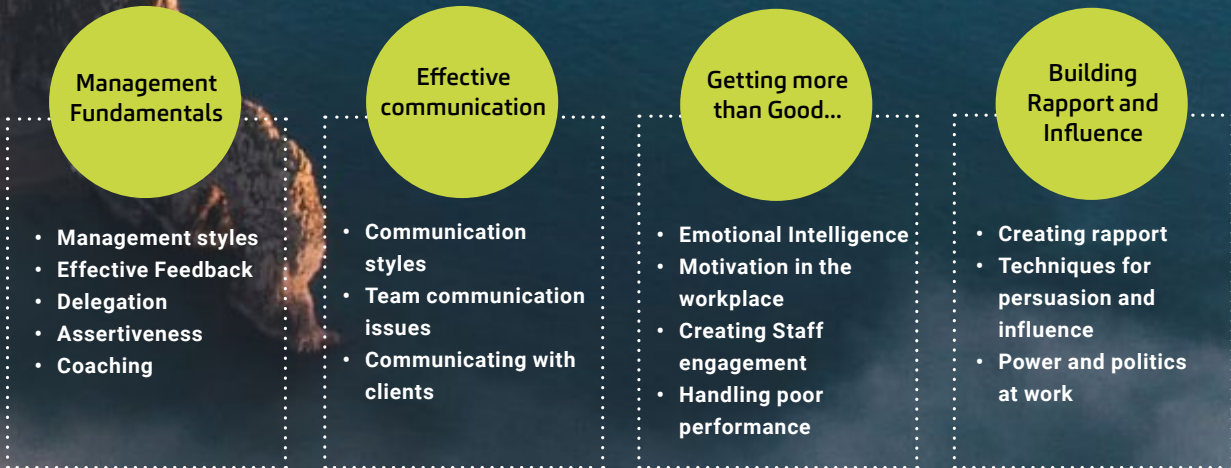 Management
Fundamentals
• Management styles
• Effective Feedback
• Delegation
• Assertiveness
• Coaching
Effective
communication
• Communication
styles
• Team communication
issues
• Communicating with
clients
Getting more
than Good...
• Emotional Intelligence
• Motivation in the
workplace
• Creating Staff
engagement
• Handling poor
performance
Building
Rapport and
Influence
• Creating rapport
• Techniques for
persuasion and
influence
• Power and politics
at work